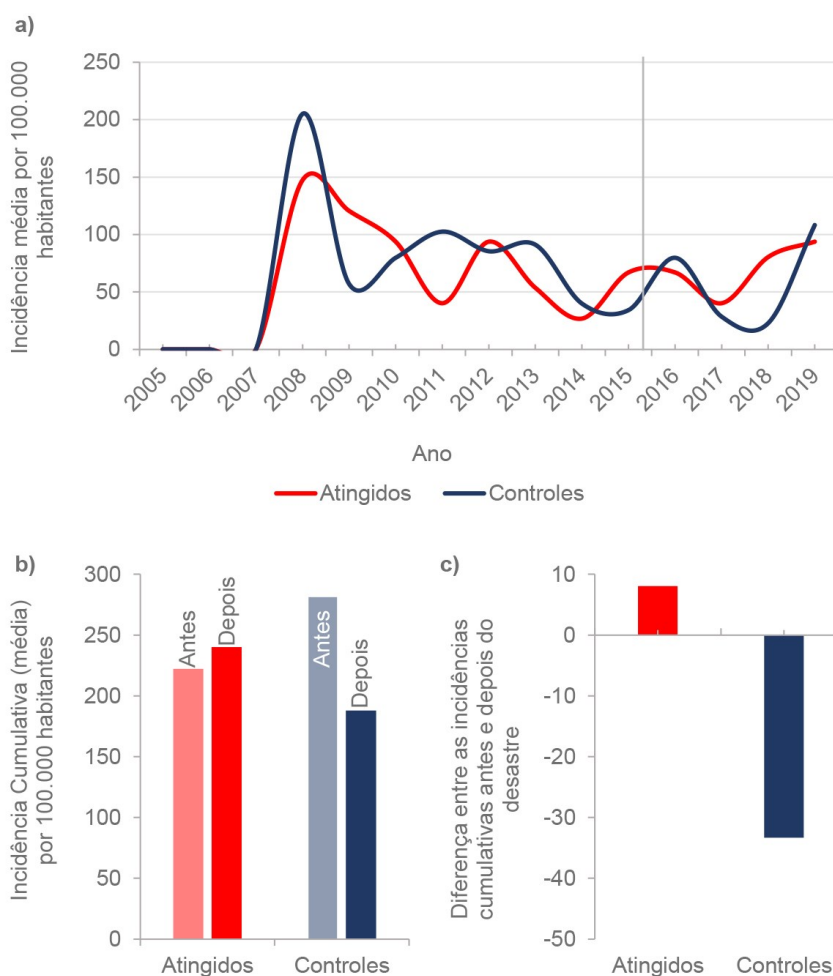 a)
Incidência média por 100.000
habitantes
250
200
150
100
50
0
2005
2006
2007
2008
2009
2010
2011
2012
2013
2014
2015
2016
2017
2018
2019
Ano
Atingidos
Controles
b)
Incidência Cumulativa (média)
por 100.000 habitantes
300
250
200
150
100
50
0
Antes
Depois
Antes
Depois
Atingidos
Controles
c)
Diferença entre as incidências
cumulativas antes e depois do
desastre
10
0
-10
-20
-30
-40
-50
Atingidos
Controles